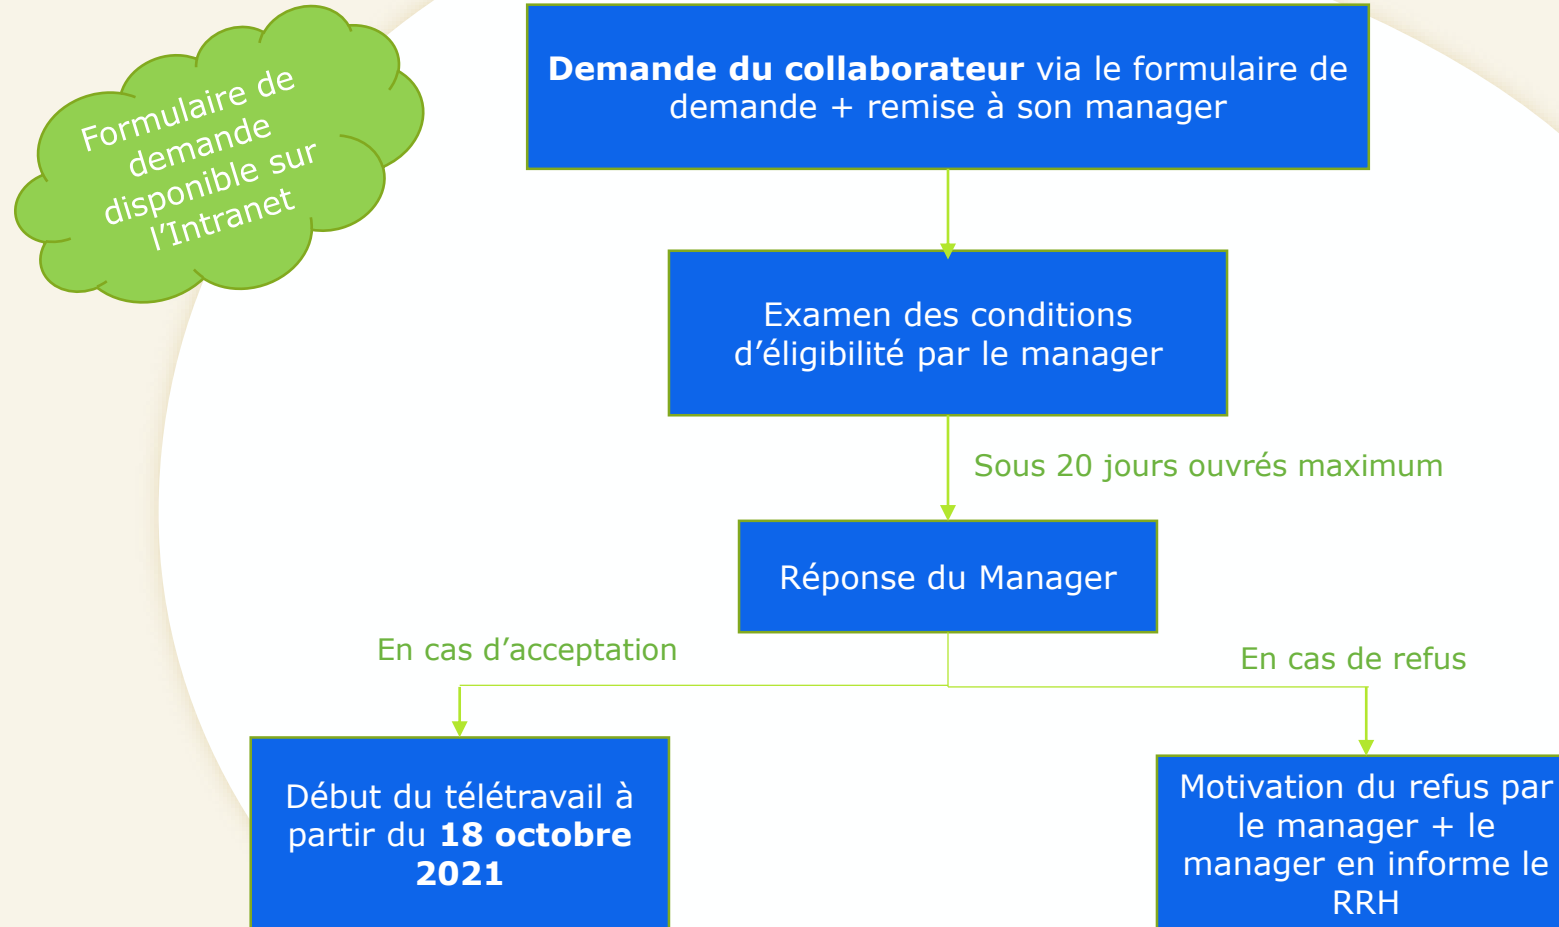 Formulaire de
demande
disponible sur
l’Intranet
Demande du collaborateur via le formulaire de
demande + remise à son manager
Examen des conditions
d’éligibilité par le manager
Sous 20 jours ouvrés maximum
Réponse du Manager
En cas d’acceptation
En cas de refus
Début du télétravail à
partir du 18 octobre
2021
Motivation du refus par
le manager + le
manager en informe le
RRH